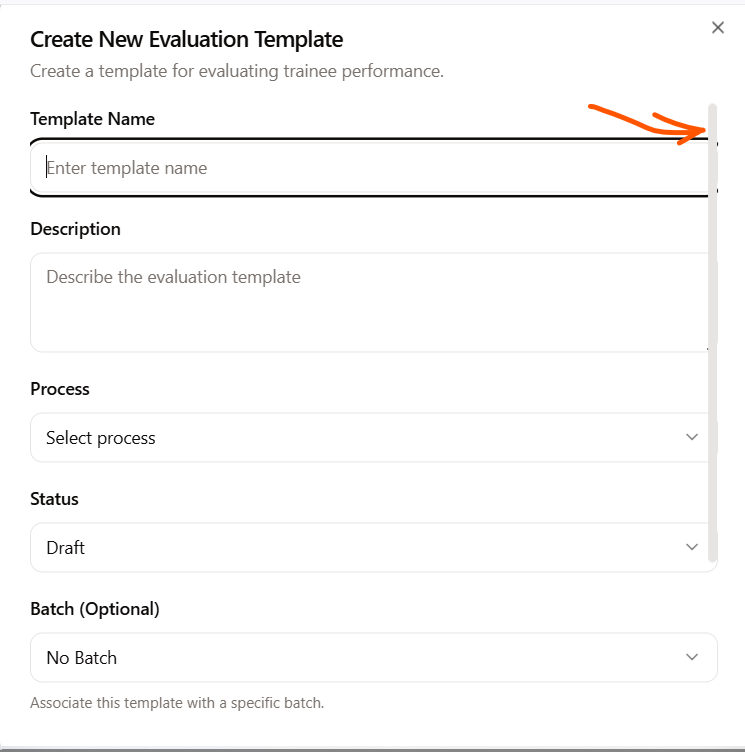 Create New Evaluation Template
Create a template for evaluating trainee performance.
Template Name
Enter template name
Description
Describe the evaluation template
Process
Select process
Status
Draft
Batch (Optional)
No Batch
Associate this template with a specific batch.